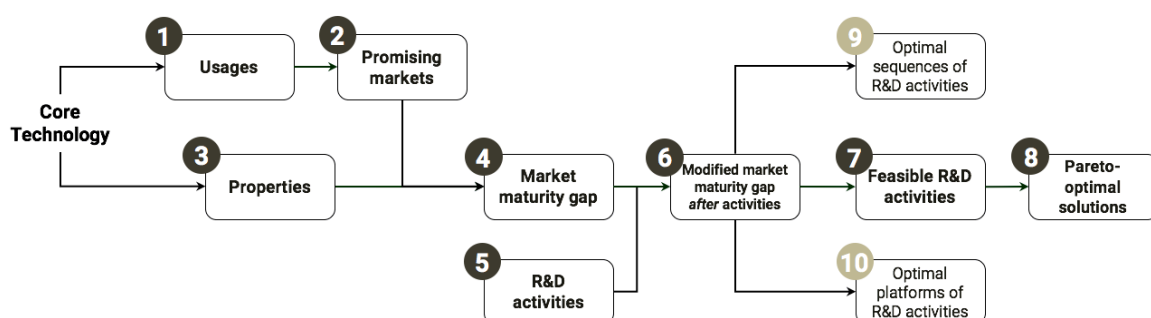 1
Usages
2
Promising
markets
Core
Technology
3
Properties
4
Market
maturity gap
5
R&D
activities
6
Modified market
maturity gap
after activities
9
Optimal
sequences of
R&D activities
7
Feasible R&D
activities
8
Pareto-
optimal
solutions
10
Optimal
platforms of
R&D activities